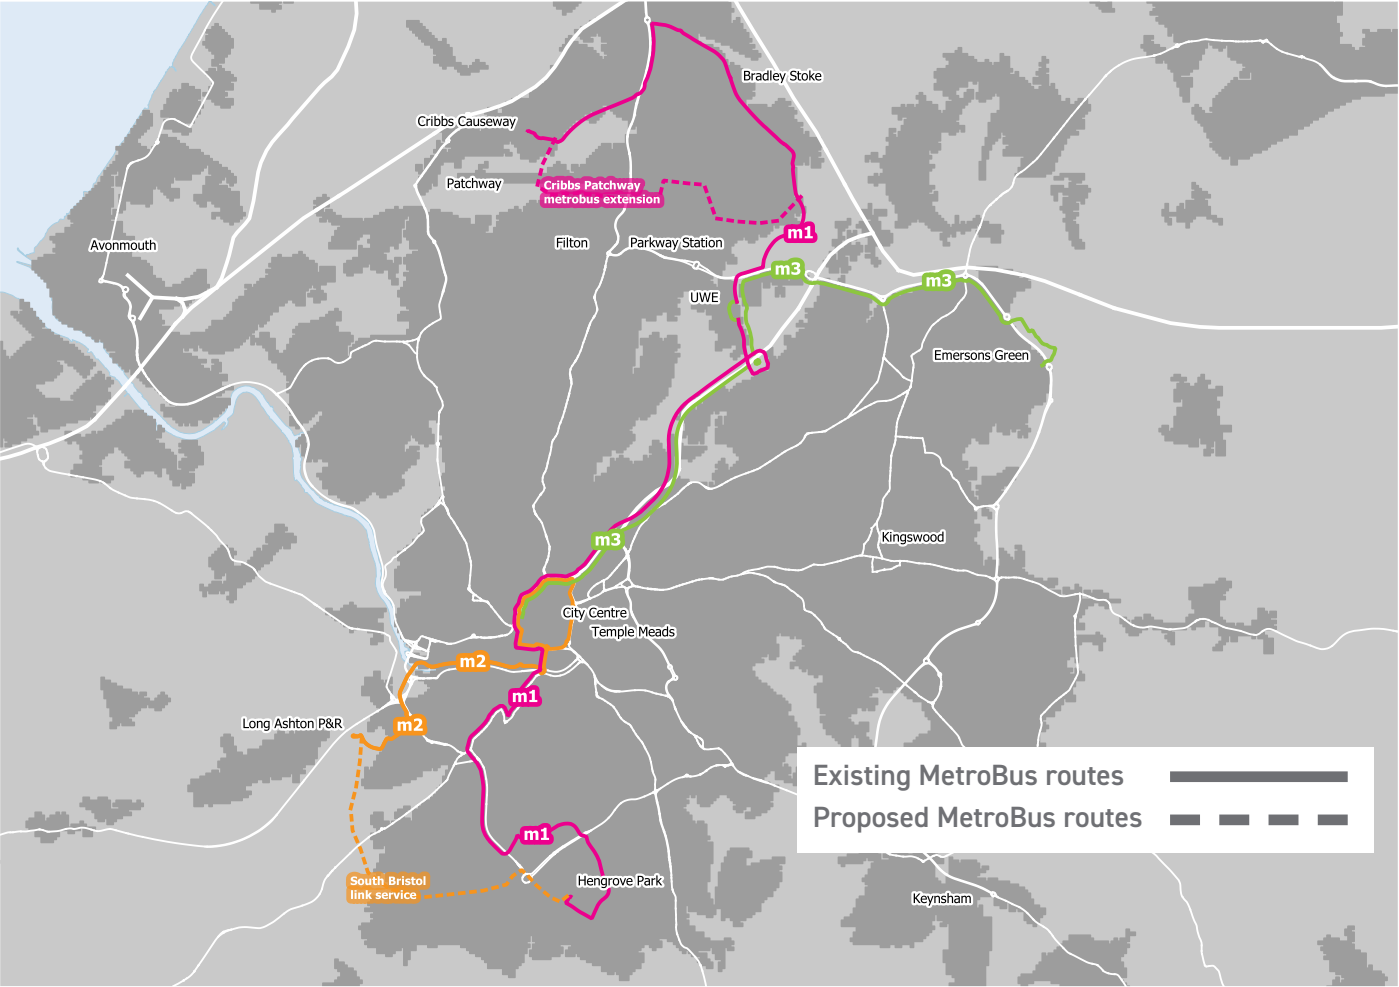 Bradley Stoke
Cribbs Causeway
Patchway
Cribbs Patchway
metrobus extension
m1
Avonmouth
Filton
Parkway Station
m3
m3
UWE
Emersons Green
m3
Kingswood
City Centre
Temple Meads
m2
m1
Long Ashton P&R
m2
Existing MetroBus routes
Proposed MetroBus routes
m1
South Bristol
link service
Hengrove Park
Keynsham